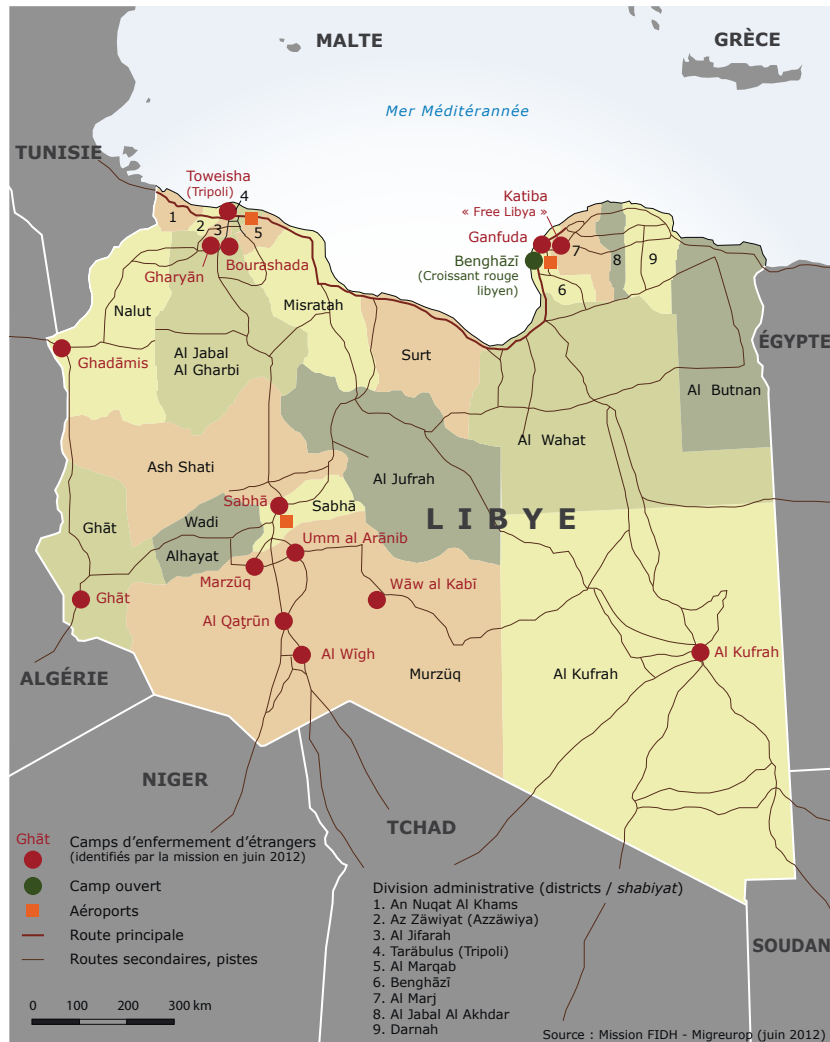 MALTE
GRÈCE
Mer Méditérannée
TUNISIE
Toweisha
(Tripoli)
4
1
2
3
5
Gharyān
Bourashada
Katiba
« Free Libya »
Ganfuda
Benghāzī
(Croissant rouge
libyen)
7
8
9
6
Nalut
Misratah
Ghadāmis
Al Jabal
Al Gharbi
Surt
ÉGYPTE
Al Butnan
Al Wahat
Ash Shati
Al Jufrah
Sabhā
Sabhā
LIBYE
Ghāt
Wadi
Alhayat
Umm al Arānib
Marzūq
Wāw al Kabī
Ghāt
Al Qaţrūn
Al Wīgh
Al Kufrah
Murzūq
Al Kufrah
ALGÉRIE
NIGER
TCHAD
SOUDAN
Ghāt
Camps d'enfermement d'étrangers
(identifiés par la mission en juin 2012)
Camp ouvert
Aéroports
Route principale
Routes secondaires, pistes
0 100 200 300 km
Division administrative (districts / shabiyat)
1. An Nuqat Al Khams
2. Az Zāwiyat (Azzāwiya)
3. Al Jifarah
4. Tarābulus (Tripoli)
5. Al Marqab
6. Benghāzī
7. Al Marj
8. Al Jabal Al Akhdar
9. Darnah
Source : Mission FIDH - Migreurop (juin 2012)